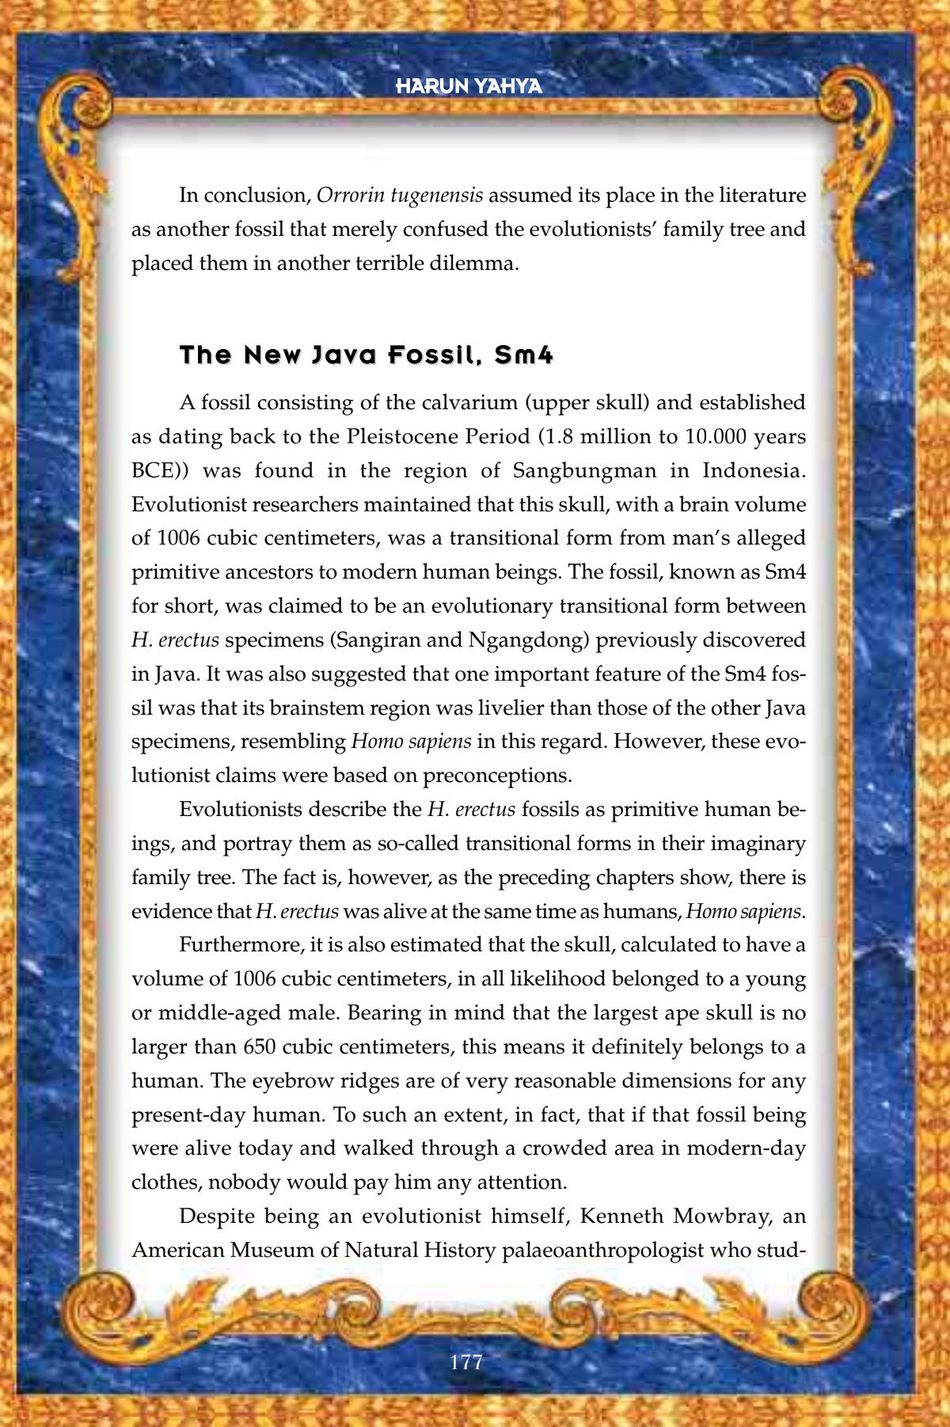 HARUN YAHYA
In conclusion, Orrorin tugenensis assumed its place in the literature
as another fossil that merely confused the evolutionists’ family tree and
placed them in another terrible dilemma.
The New Java Fossil, Sm4
A fossil consisting of the calvarium (upper skull) and established
as dating back to the Pleistocene Period (1.8 million to 10.000 years
BCE)) was found in the region of Sangbungman in Indonesia.
Evolutionist researchers maintained that this skull, with a brain volume
of 1006 cubic centimeters, was a transitional form from man’s alleged
primitive ancestors to modern human beings. The fossil, known as Sm4
for short, was claimed to be an evolutionary transitional form between
H. erectus specimens (Sangiran and Ngangdong) previously discovered
in Java. It was also suggested that one important feature of the Sm4 fos-
sil was that its brainstem region was livelier than those of the other Java
specimens, resembling Homo sapiens in this regard. However, these evo-
lutionist claims were based on preconceptions.
Evolutionists describe the H. erectus fossils as primitive human be-
ings, and portray them as so-called transitional forms in their imaginary
family tree. The fact is, however, as the preceding chapters show, there is
evidence that H. erectus was alive at the same time as humans, Homo sapiens.
Furthermore, it is also estimated that the skull, calculated to have a
volume of 1006 cubic centimeters, in all likelihood belonged to a young
or middle-aged male. Bearing in mind that the largest ape skull is no
larger than 650 cubic centimeters, this means it definitely belongs to a
human. The eyebrow ridges are of very reasonable dimensions for any
present-day human. To such an extent, in fact, that if that fossil being
were alive today and walked through a crowded area in modern-day
clothes, nobody would pay him any attention.
Despite being an evolutionist himself, Kenneth Mowbray, an
American Museum of Natural History palaeoanthropologist who stud-
177